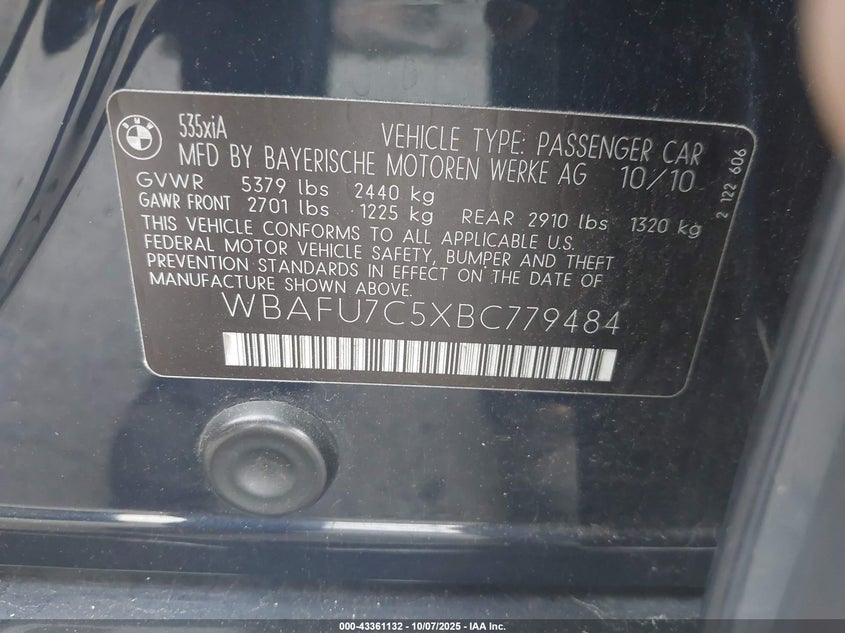 BMW
535xiA
VEHICLE TYPE: PASSENGER CAR
MFD BY BAYERISCHE MOTOREN WERKE AG 10/10
GVWR 5379 lbs 2440 kg
GAWR FRONT 2701 lbs 1225 kg REAR 2910 lbs 1320 kg
THIS VEHICLE CONFORMS TO ALL APPLICABLE U.S.
FEDERAL MOTOR VEHICLE SAFETY, BUMPER AND THEFT
PREVENTION STANDARDS IN EFFECT ON THE DATE OF
MANUFACTURE SHOWN ABOVE.
WBAFU7C5XBC779484
2 122 606
000-43361132 - 10/07/2025 - IAA Inc.